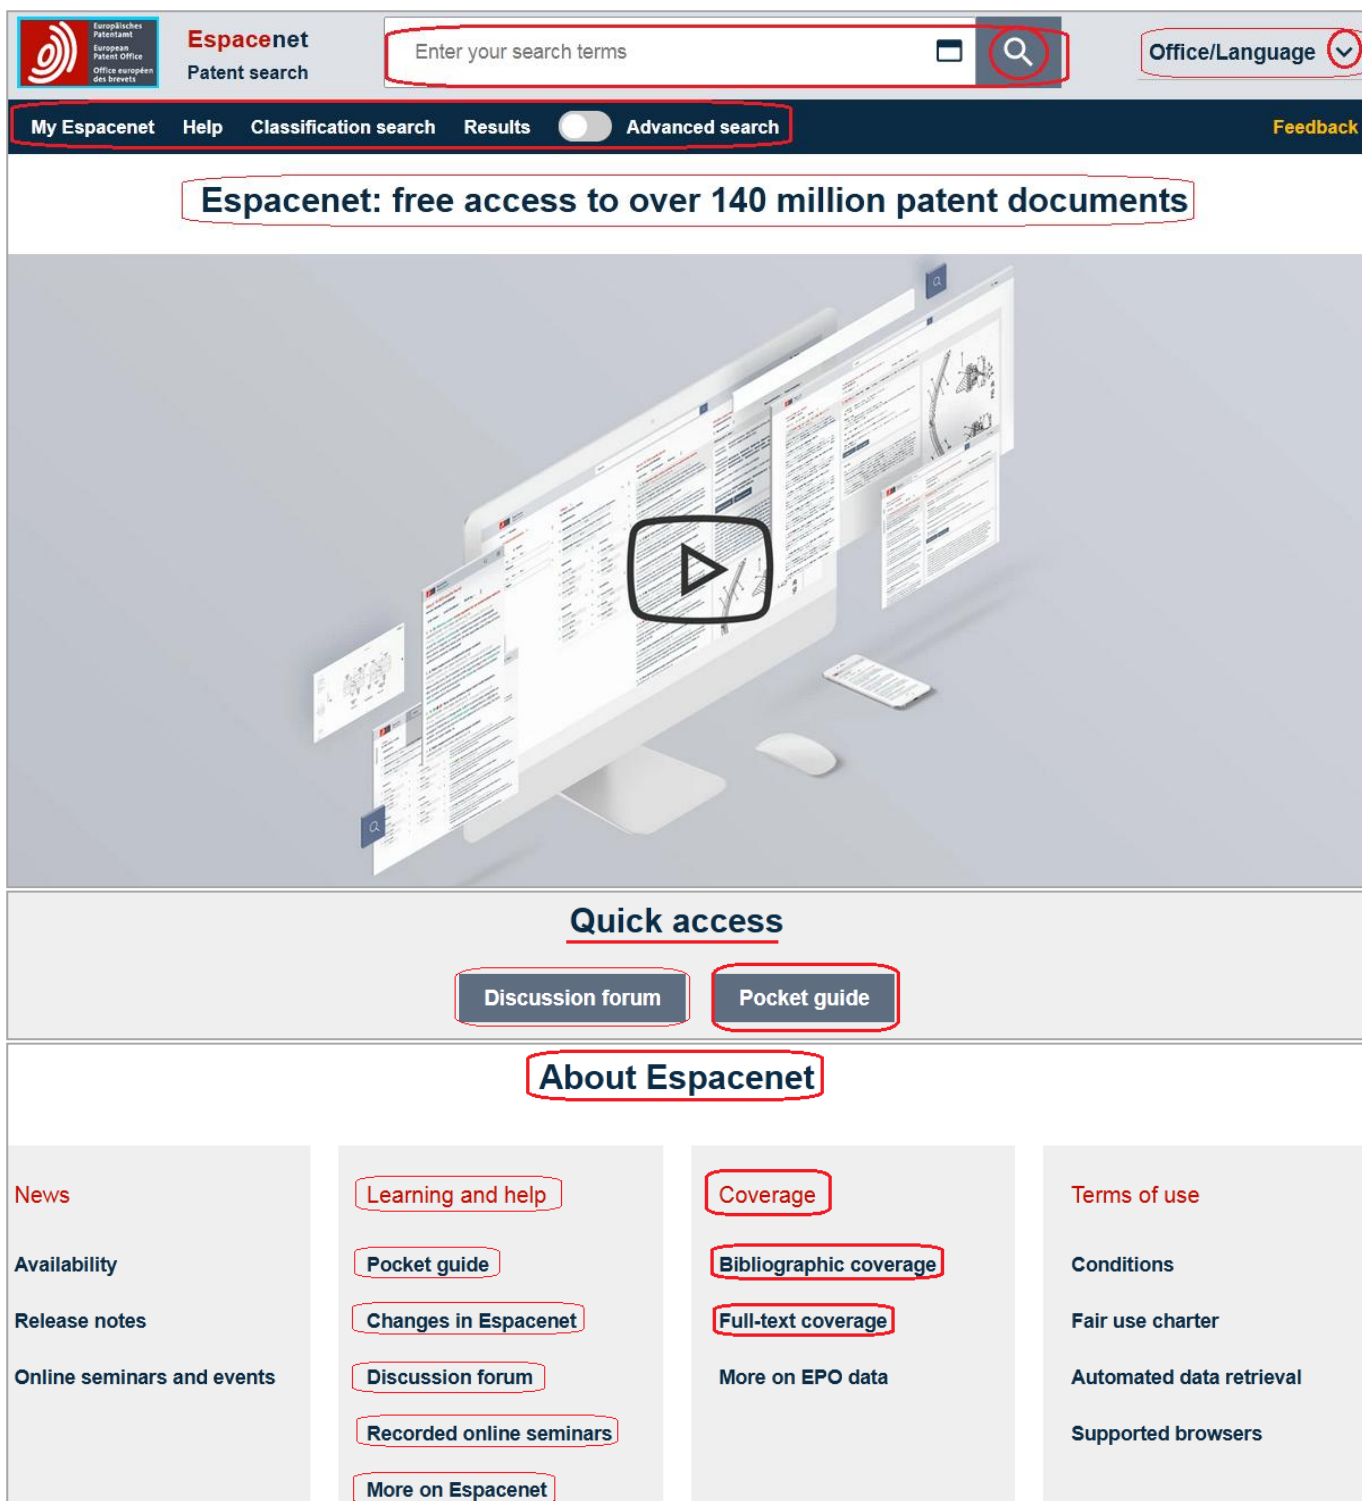 Europäisches
Patentamt
European
Patent Office
Office européen
des brevets
Espacenet
Patent search
Enter your search terms
Office/Language
My Espacenet Help Classification search Results Advanced search Feedback
Espacenet: free access to over 140 million patent documents
Quick access
Discussion forum Pocket guide
About Espacenet
News
Availability
Release notes
Online seminars and events
Learning and help
Pocket guide
Changes in Espacenet
Discussion forum
Recorded online seminars
More on Espacenet
Coverage
Bibliographic coverage
Full-text coverage
More on EPO data
Terms of use
Conditions
Fair use charter
Automated data retrieval
Supported browsers